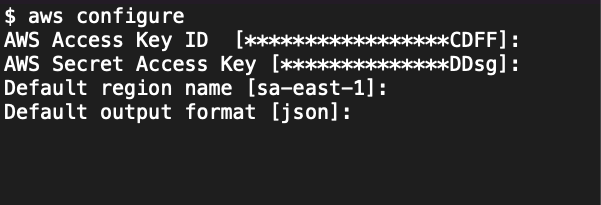 $ aws configure
AWS Access Key ID  [*****************CDFF]:
AWS Secret Access Key [**************DDsg]:
Default region name [sa-east-1]:
Default output format [json]: